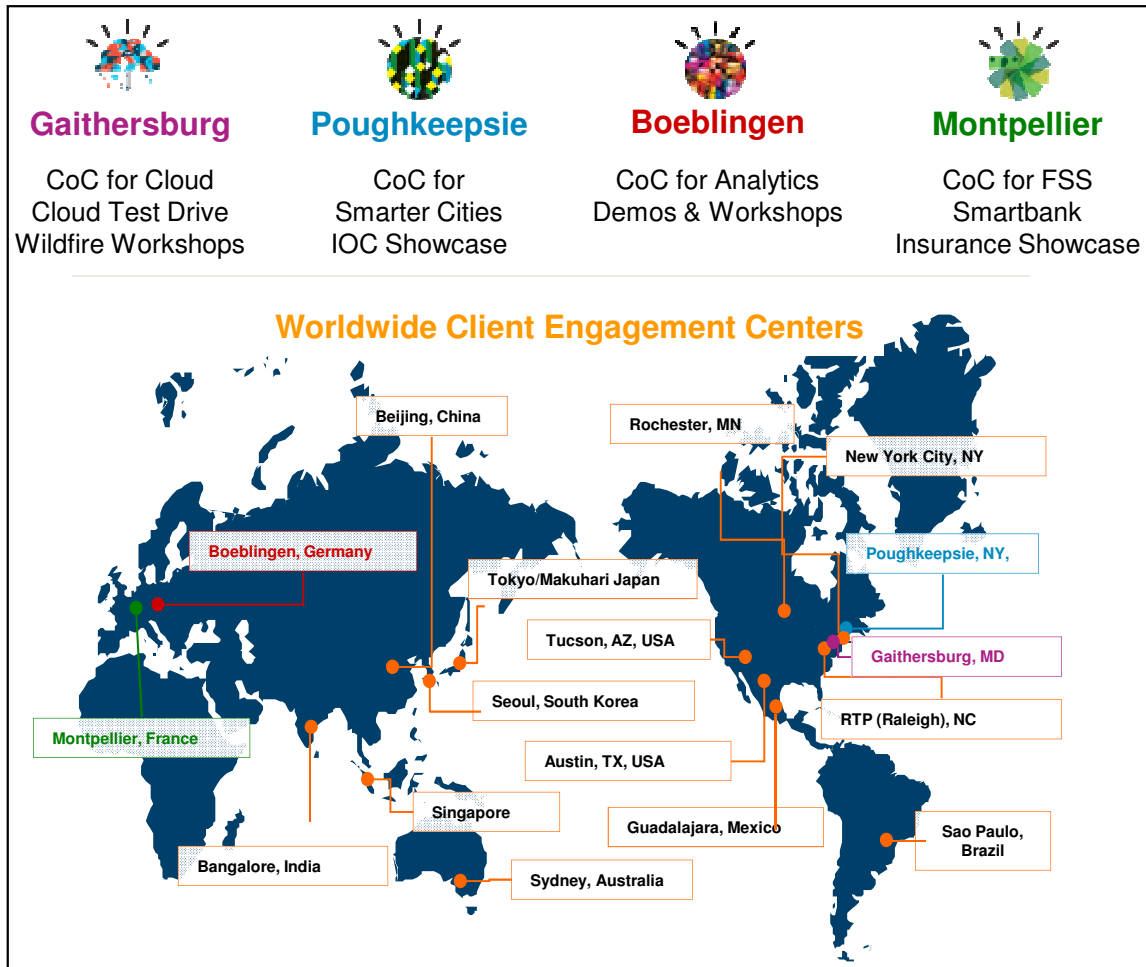 Gaithersburg
CoC for Cloud
Cloud Test Drive
Wildfire Workshops
Poughkeepsie
CoC for
Smarter Cities
IOC Showcase
Boeblingen
CoC for Analytics
Demos & Workshops
Montpellier
CoC for FSS
Smartbank
Insurance Showcase
Worldwide Client Engagement Centers
Beijing, China
Rochester, MN
New York City, NY
Boeblingen, Germany
Poughkeepsie, NY,
Tokyo/Makuhari Japan
Tucson, AZ, USA
Gaithersburg, MD
Seoul, South Korea
RTP (Raleigh), NC
Montpellier, France
Austin, TX, USA
Singapore
Guadalajara, Mexico
Sao Paulo,
Brazil
Bangalore, India
Sydney, Australia